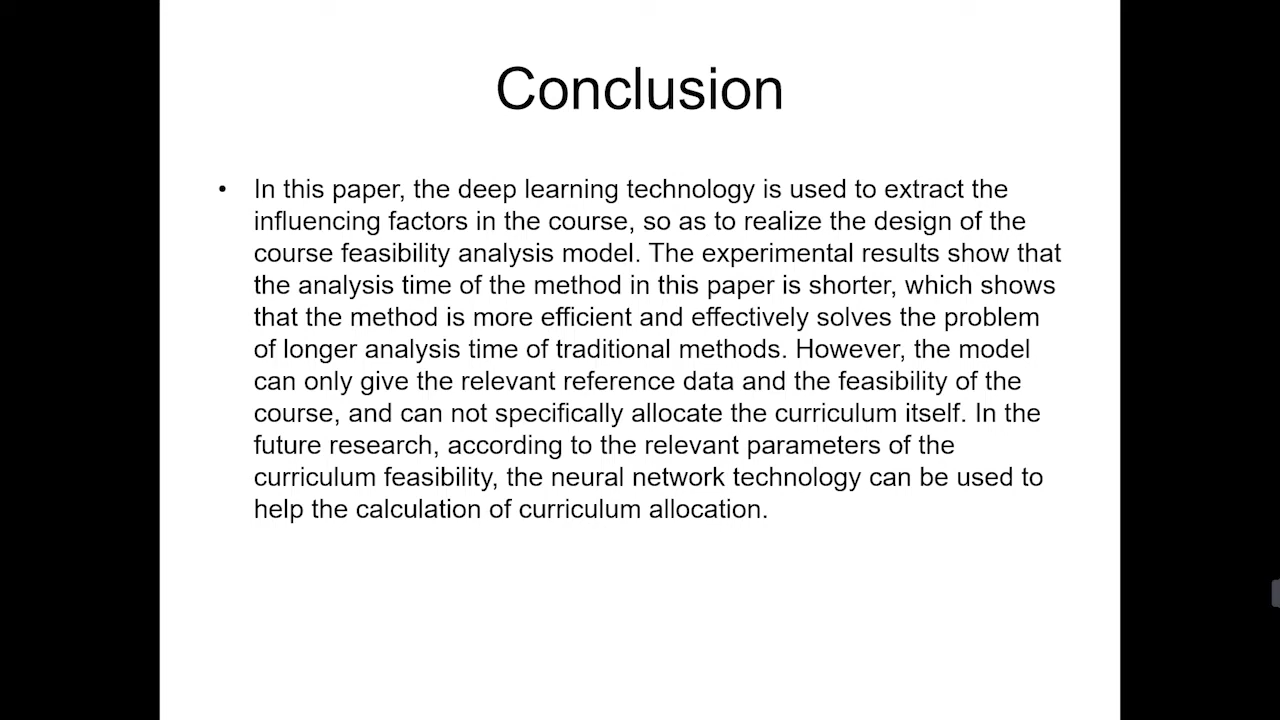 Conclusion
• In this paper, the deep learning technology is used to extract the
influencing factors in the course, so as to realize the design of the
course feasibility analysis model. The experimental results show that
the analysis time of the method in this paper is shorter, which shows
that the method is more efficient and effectively solves the problem
of longer analysis time of traditional methods. However, the model
can only give the relevant reference data and the feasibility of the
course, and can not specifically allocate the curriculum itself. In the
future research, according to the relevant parameters of the
curriculum feasibility, the neural network technology can be used to
help the calculation of curriculum allocation.